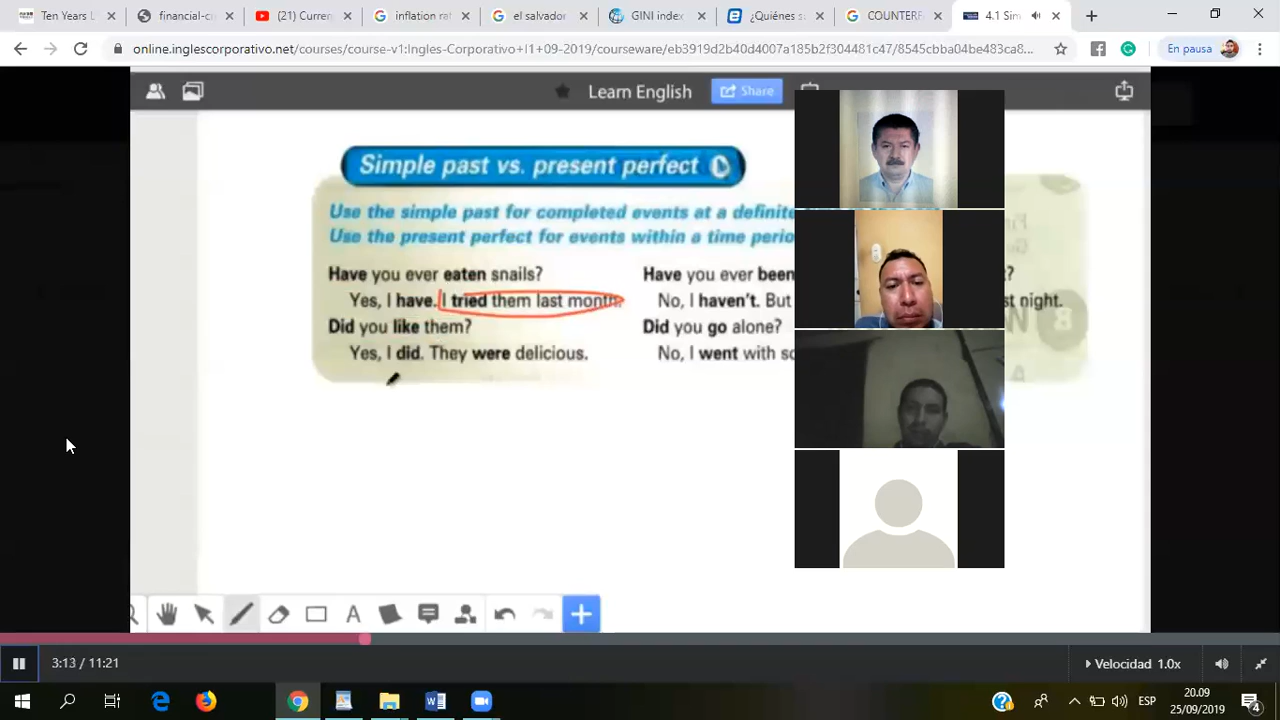 Ten Years L
financial-c
(21) Curren
inflation ra
el salvador
GINI index
¿Quiénes s
COUNTERF
4.1 Sim
online.inglescorporativo.net/courses/course-v1:Ingles-Corporativo+I1+09-2019/courseware/eb3919d2b40d4007a185b2f304481c47/8545cbba04be483ca8...
En pausa
Learn English
Share
Simple past vs. present perfect
Use the simple past for completed events at a definite
Use the present perfect for events within a time perio
Have you ever eaten snails?
Yes, I have. I tried them last month.
Did you like them?
Yes, I did. They were delicious.
Have you ever been
?
No, I haven't. But
st night.
Did you go alone?
No, I went with so
A
3:13 / 11:21
Velocidad 1.0x
ESP
20.09
25/09/2019
4